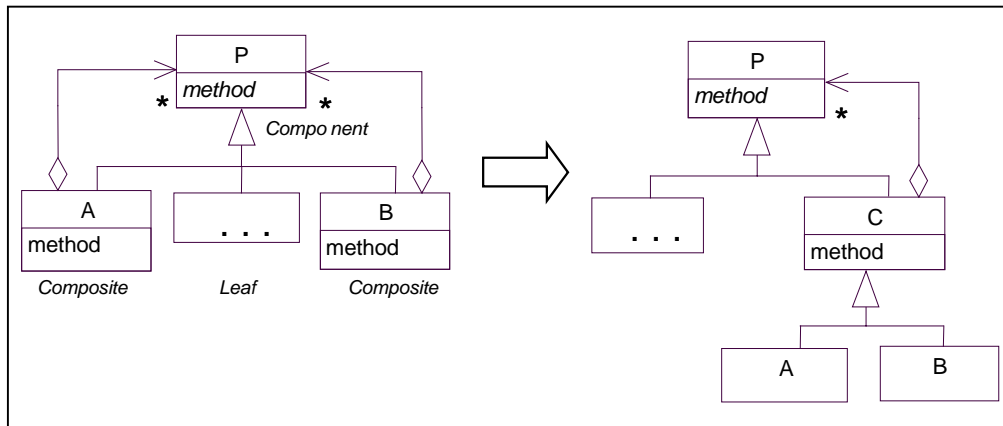 P
method
*
*
Compo nent
A
method
Composite
. . .
Leaf
B
method
Composite
P
method
*
. . .
C
method
A
B